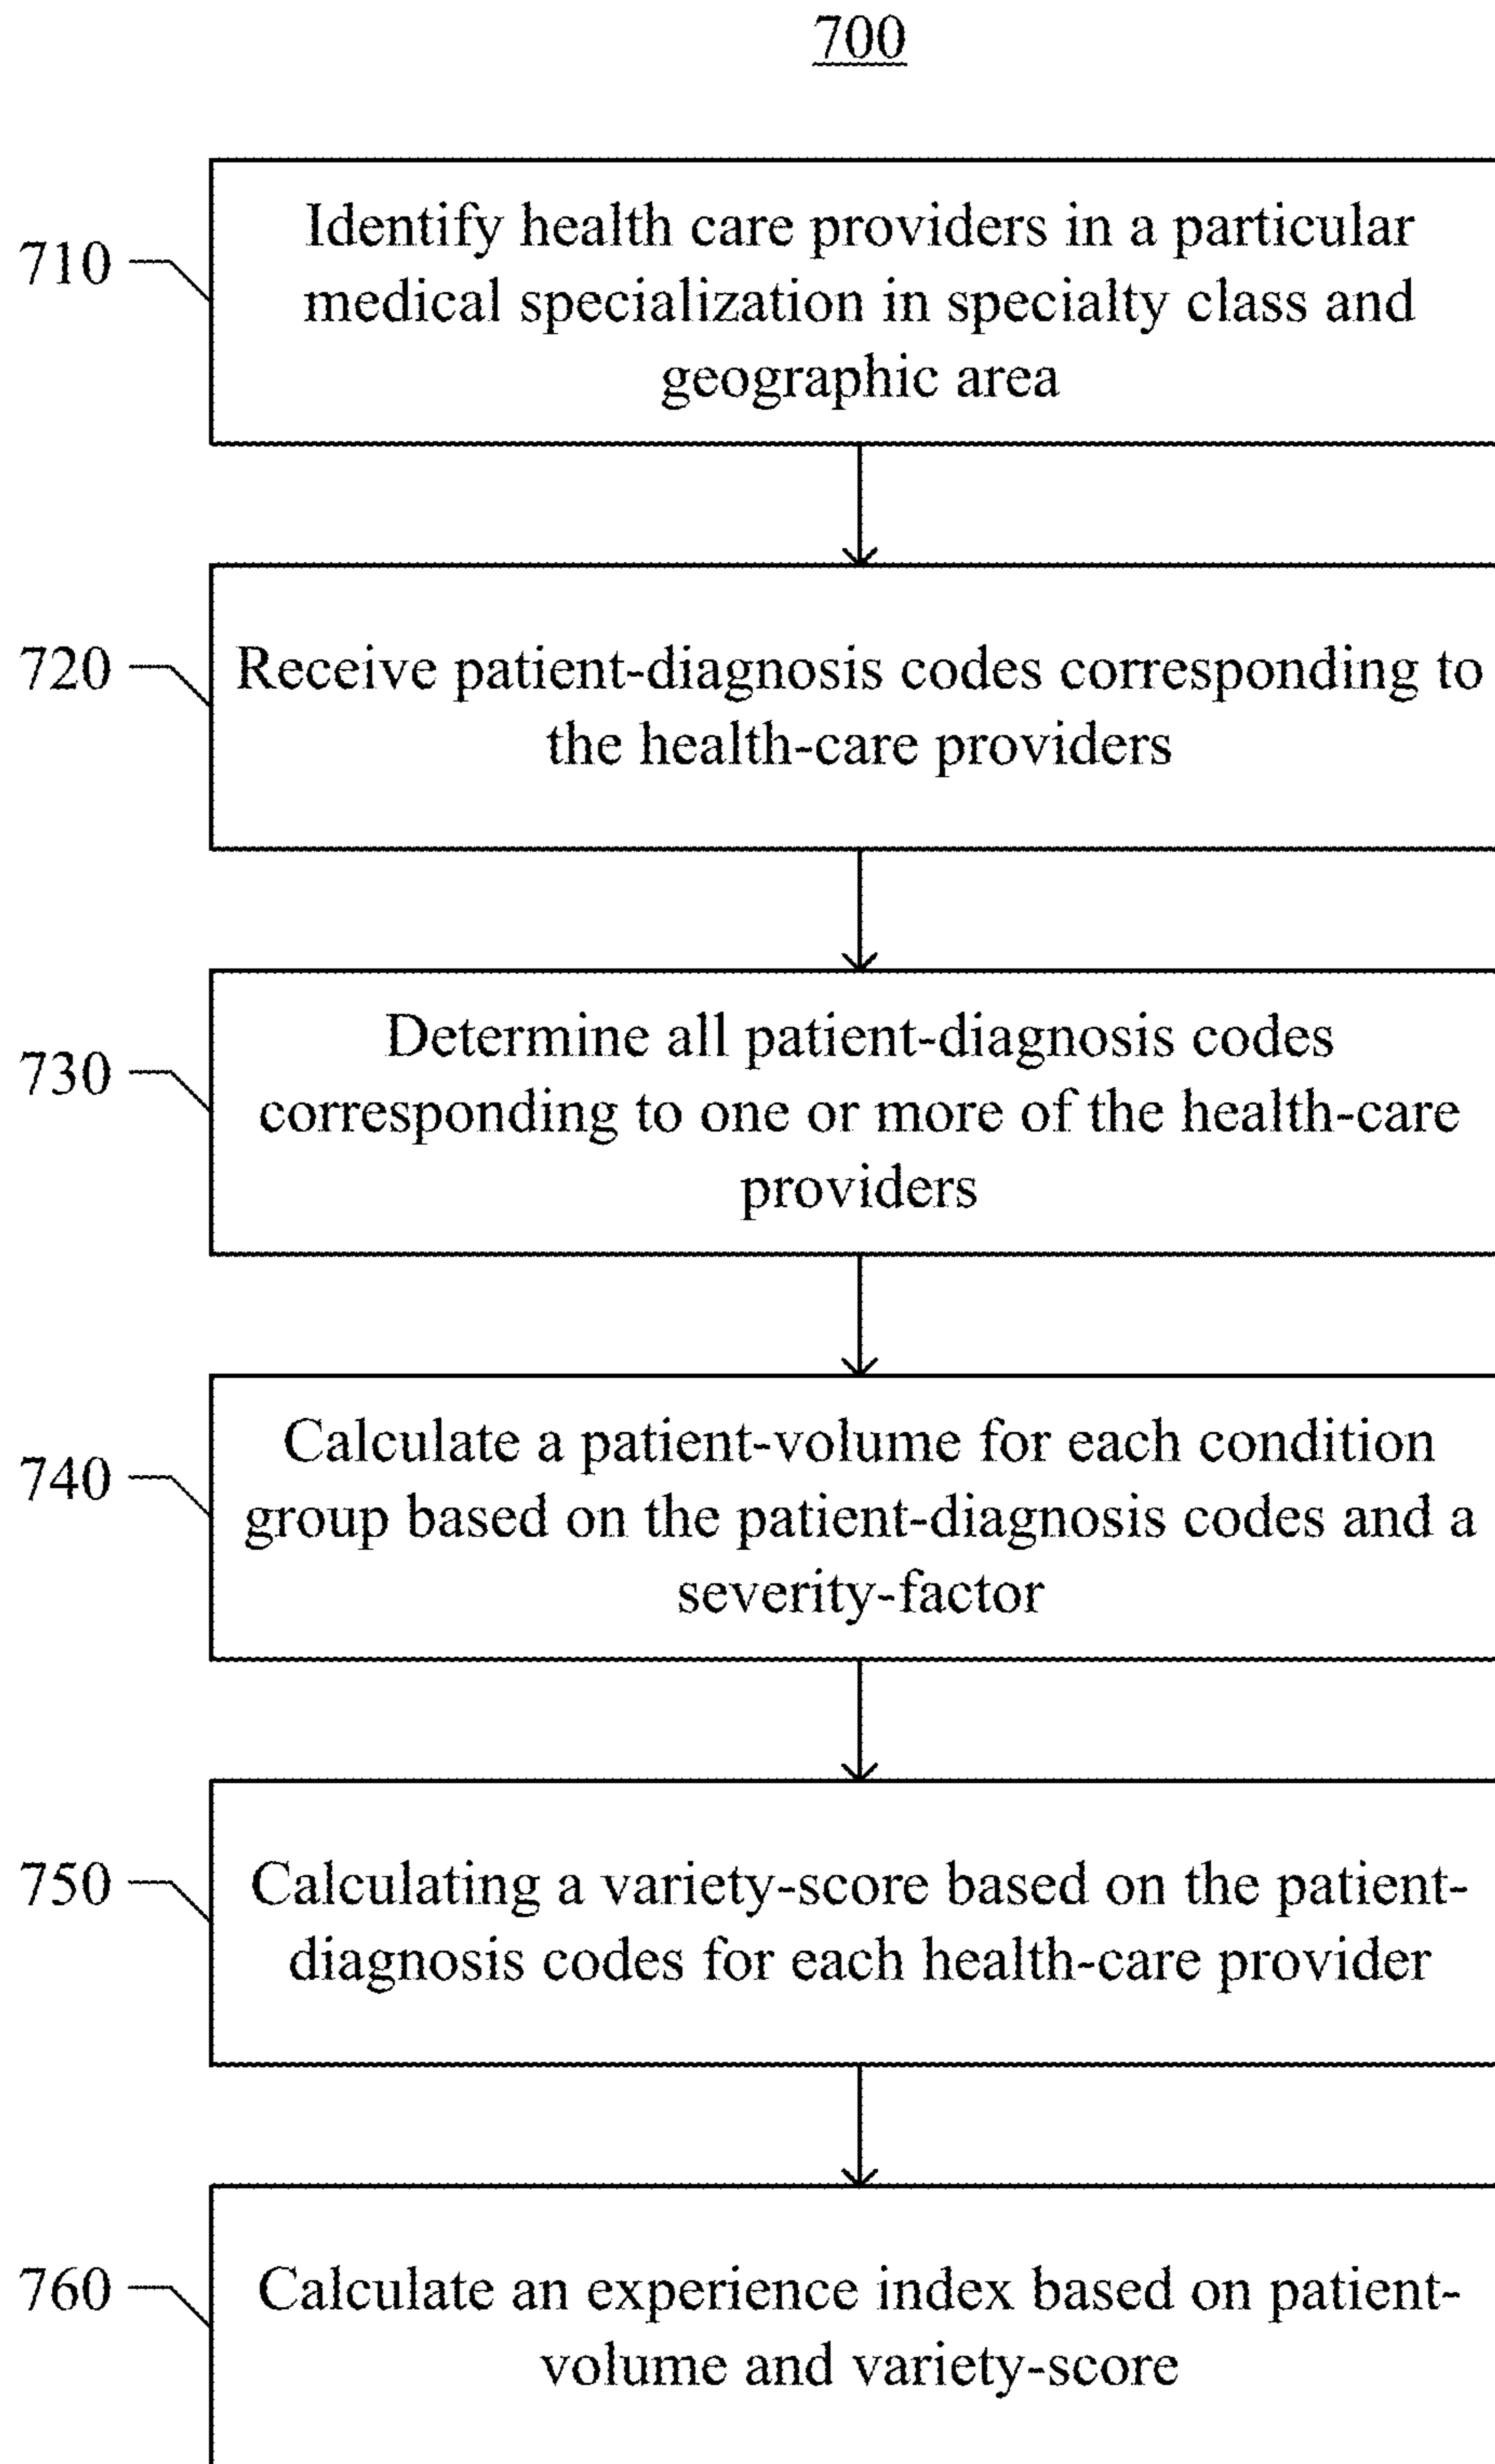 700
710
Identify health care providers in a particular
medical specialization in specialty class and
geographic area
720
Receive patient-diagnosis codes corresponding to
the health-care providers
730
Determine all patient-diagnosis codes
corresponding to one or more of the health-care
providers
740
Calculate a patient-volume for each condition
group based on the patient-diagnosis codes and a
severity-factor
750
Calculating a variety-score based on the patient-
diagnosis codes for each health-care provider
760
Calculate an experience index based on patient-
volume and variety-score